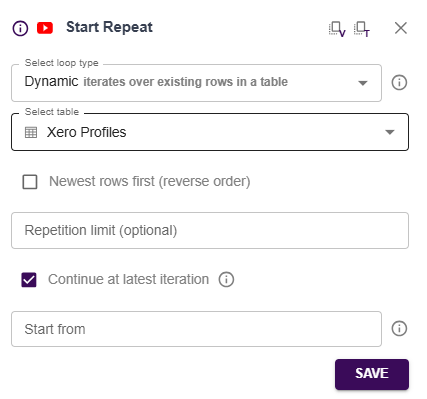 Start Repeat
V
T
Select loop type
Dynamic iterates over existing rows in a table
Select table
Xero Profiles
Newest rows first (reverse order)
Repetition limit (optional)
Continue at latest iteration
Start from
SAVE